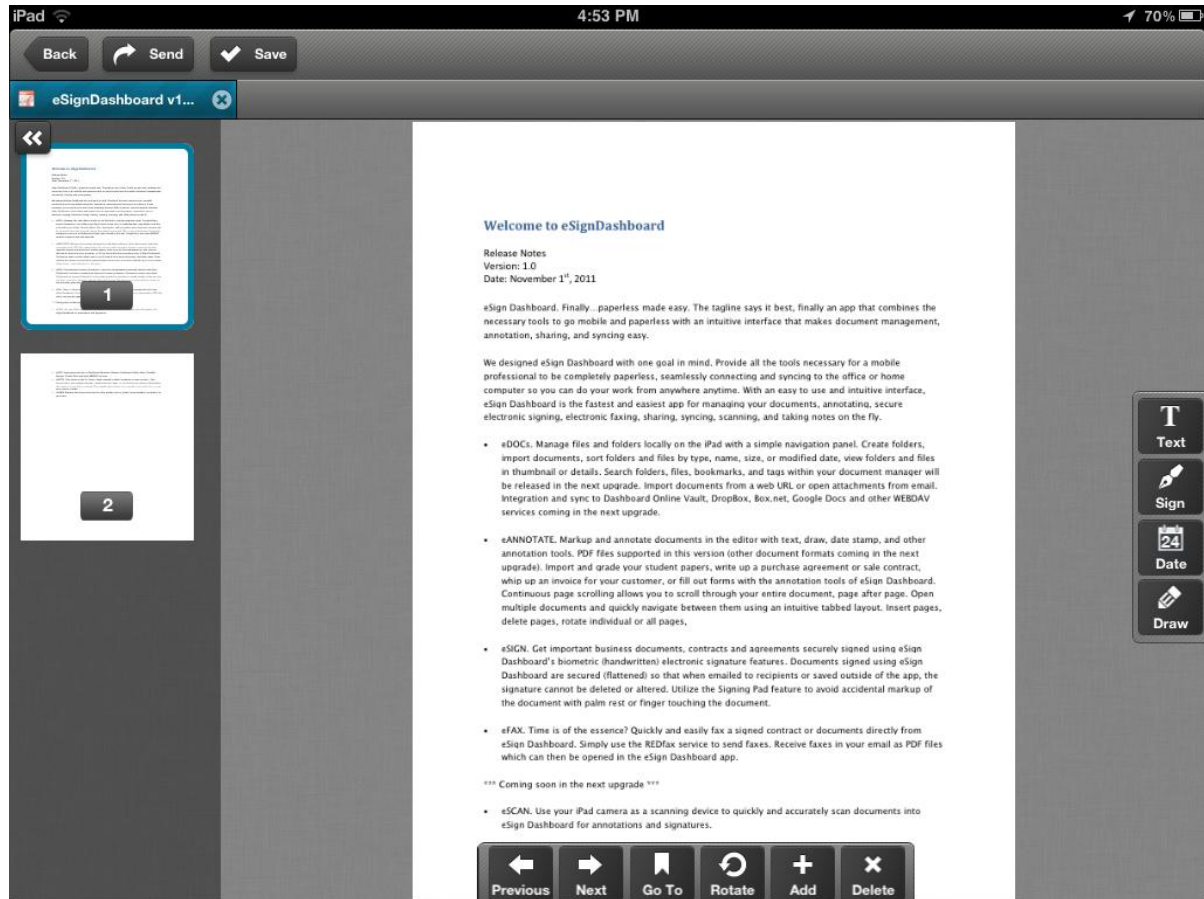 iPad 4:53 PM 70%
Back Send Save
eSignDashboard v1...
1
2
Welcome to eSignDashboard
Release Notes
Version: 1.0
Date: November 1st, 2011
eSign Dashboard. Finally...paperless made easy. The tagline says it best, finally an app that combines the
necessary tools to go mobile and paperless with an intuitive interface that makes document management,
annotation, sharing, and syncing easy.
We designed eSign Dashboard with one goal in mind, Provide all the tools necessary for a mobile
professional to be completely paperless, seamlessly connecting and syncing to the office or home
computer so you can do your work from anywhere anytime. With an easy to use and intuitive interface,
eSign Dashboard is the fastest and easiest app for managing your documents, annotating, secure
electronic signing, electronic faxing, sharing, syncing, scanning, and taking notes on the fly.
• eDOCs. Manage files and folders locally on the iPad with a simple navigation panel. Create folders,
import documents, sort folders and files by type, name, size, or modified date, view folders and files
in thumbnail or details. Search folders, files, bookmarks, and tags within your document manager will
be released in the next upgrade. Import documents from a web URL or open attachments from email.
Integration and sync to Dashboard Online Vault, DropBox, Box.net, Google Docs and other WEBDAV
services coming in the next upgrade.
• eANNOTATE. Markup and annotate documents in the editor with text, draw, date stamp, and other
annotation tools. PDF files supported in this version (other document formats coming in the next
upgrade). Import and grade your student papers, write up a purchase agreement or sale contract,
whip up an invoice for your customer, or fill out forms with the annotation tools of eSign Dashboard.
Continuous page scrolling allows you to scroll through your entire document, page after page. Open
multiple documents and quickly navigate between them using an intuitive tabbed layout. Insert pages,
delete pages, rotate individual or all pages,
• eSIGN. Get important business documents, contracts and agreements securely signed using eSign
Dashboard's biometric (handwritten) electronic signature features. Documents signed using eSign
Dashboard are secured (flattened) so that when emailed to recipients or saved outside of the app, the
signature cannot be deleted or altered. Utilize the Signing Pad feature to avoid accidental markup of
the document with palm rest or finger touching the document.
• eFAX. Time is of the essence? Quickly and easily fax a signed contract or documents directly from
eSign Dashboard. Simply use the REDfax service to send faxes. Receive faxes in your email as PDF files
which can then be opened in the eSign Dashboard app.
*** Coming soon in the next upgrade ***
• eSCAN. Use your iPad camera as a scanning device to quickly and accurately scan documents into
eSign Dashboard for annotations and signatures.
Text
Sign
24
Date
Draw
Previous Next Go To Rotate Add Delete